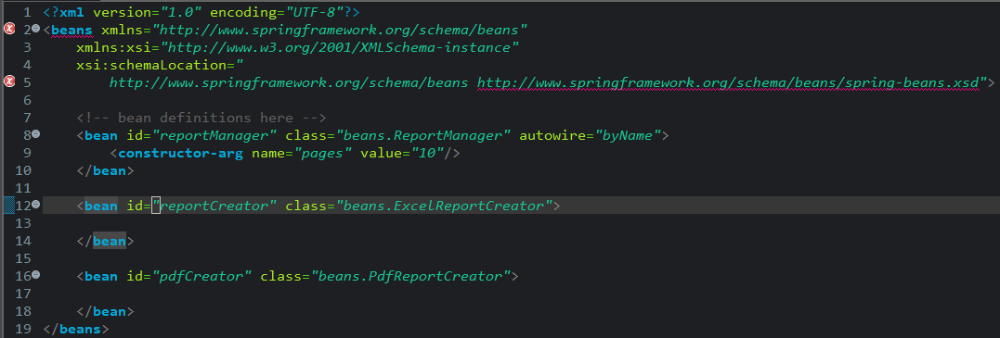 1 <?xml version="1.0" encoding="UTF-8"?>
2 <beans xmlns="http://www.springframework.org/schema/beans"
3 xmlns:xsi="http://www.w3.org/2001/XMLSchema-instance"
4 xsi:schemaLocation="
5 http://www.springframework.org/schema/beans http://www.springframework.org/schema/beans/spring-beans.xsd">
6
7 <!-- bean definitions here -->
8 <bean id="reportManager" class="beans.ReportManager" autowire="byName">
9 <constructor-arg name="pages" value="10"/>
10 </bean>
11
12 <bean id="reportCreator" class="beans.ExcelReportCreator">
13
14 </bean>
15
16 <bean id="pdfCreator" class="beans.PdfReportCreator">
17
18 </bean>
19 </beans>